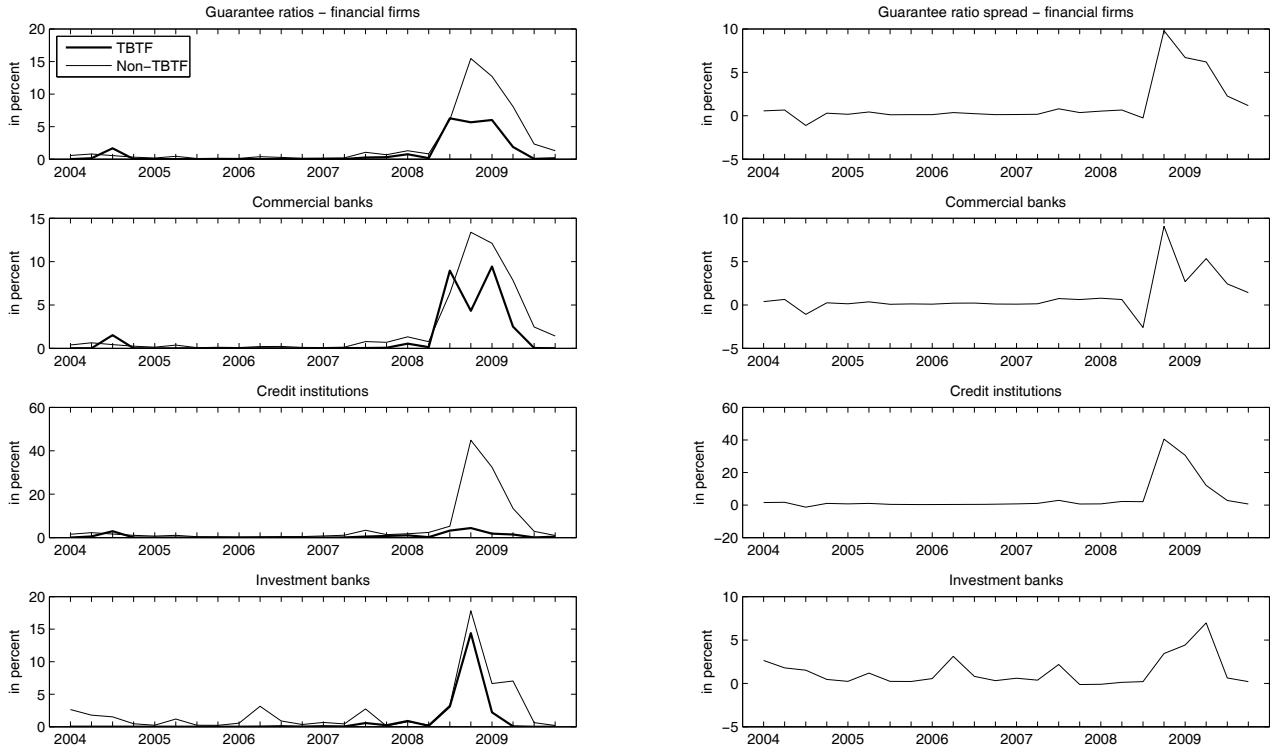 Guarantee ratios − financial firms
20
15
10
5
0
in percent
TBTF
Non−TBTF
2004 2005 2006 2007 2008 2009
Guarantee ratio spread − financial firms
10
5
0
−5
in percent
2004 2005 2006 2007 2008 2009
Commercial banks
15
10
5
0
in percent
2004 2005 2006 2007 2008 2009
Commercial banks
10
5
0
−5
in percent
2004 2005 2006 2007 2008 2009
Credit institutions
60
40
20
0
in percent
2004 2005 2006 2007 2008 2009
Credit institutions
60
40
20
0
−20
in percent
2004 2005 2006 2007 2008 2009
Investment banks
20
15
10
5
0
in percent
2004 2005 2006 2007 2008 2009
Investment banks
10
5
0
−5
in percent
2004 2005 2006 2007 2008 2009